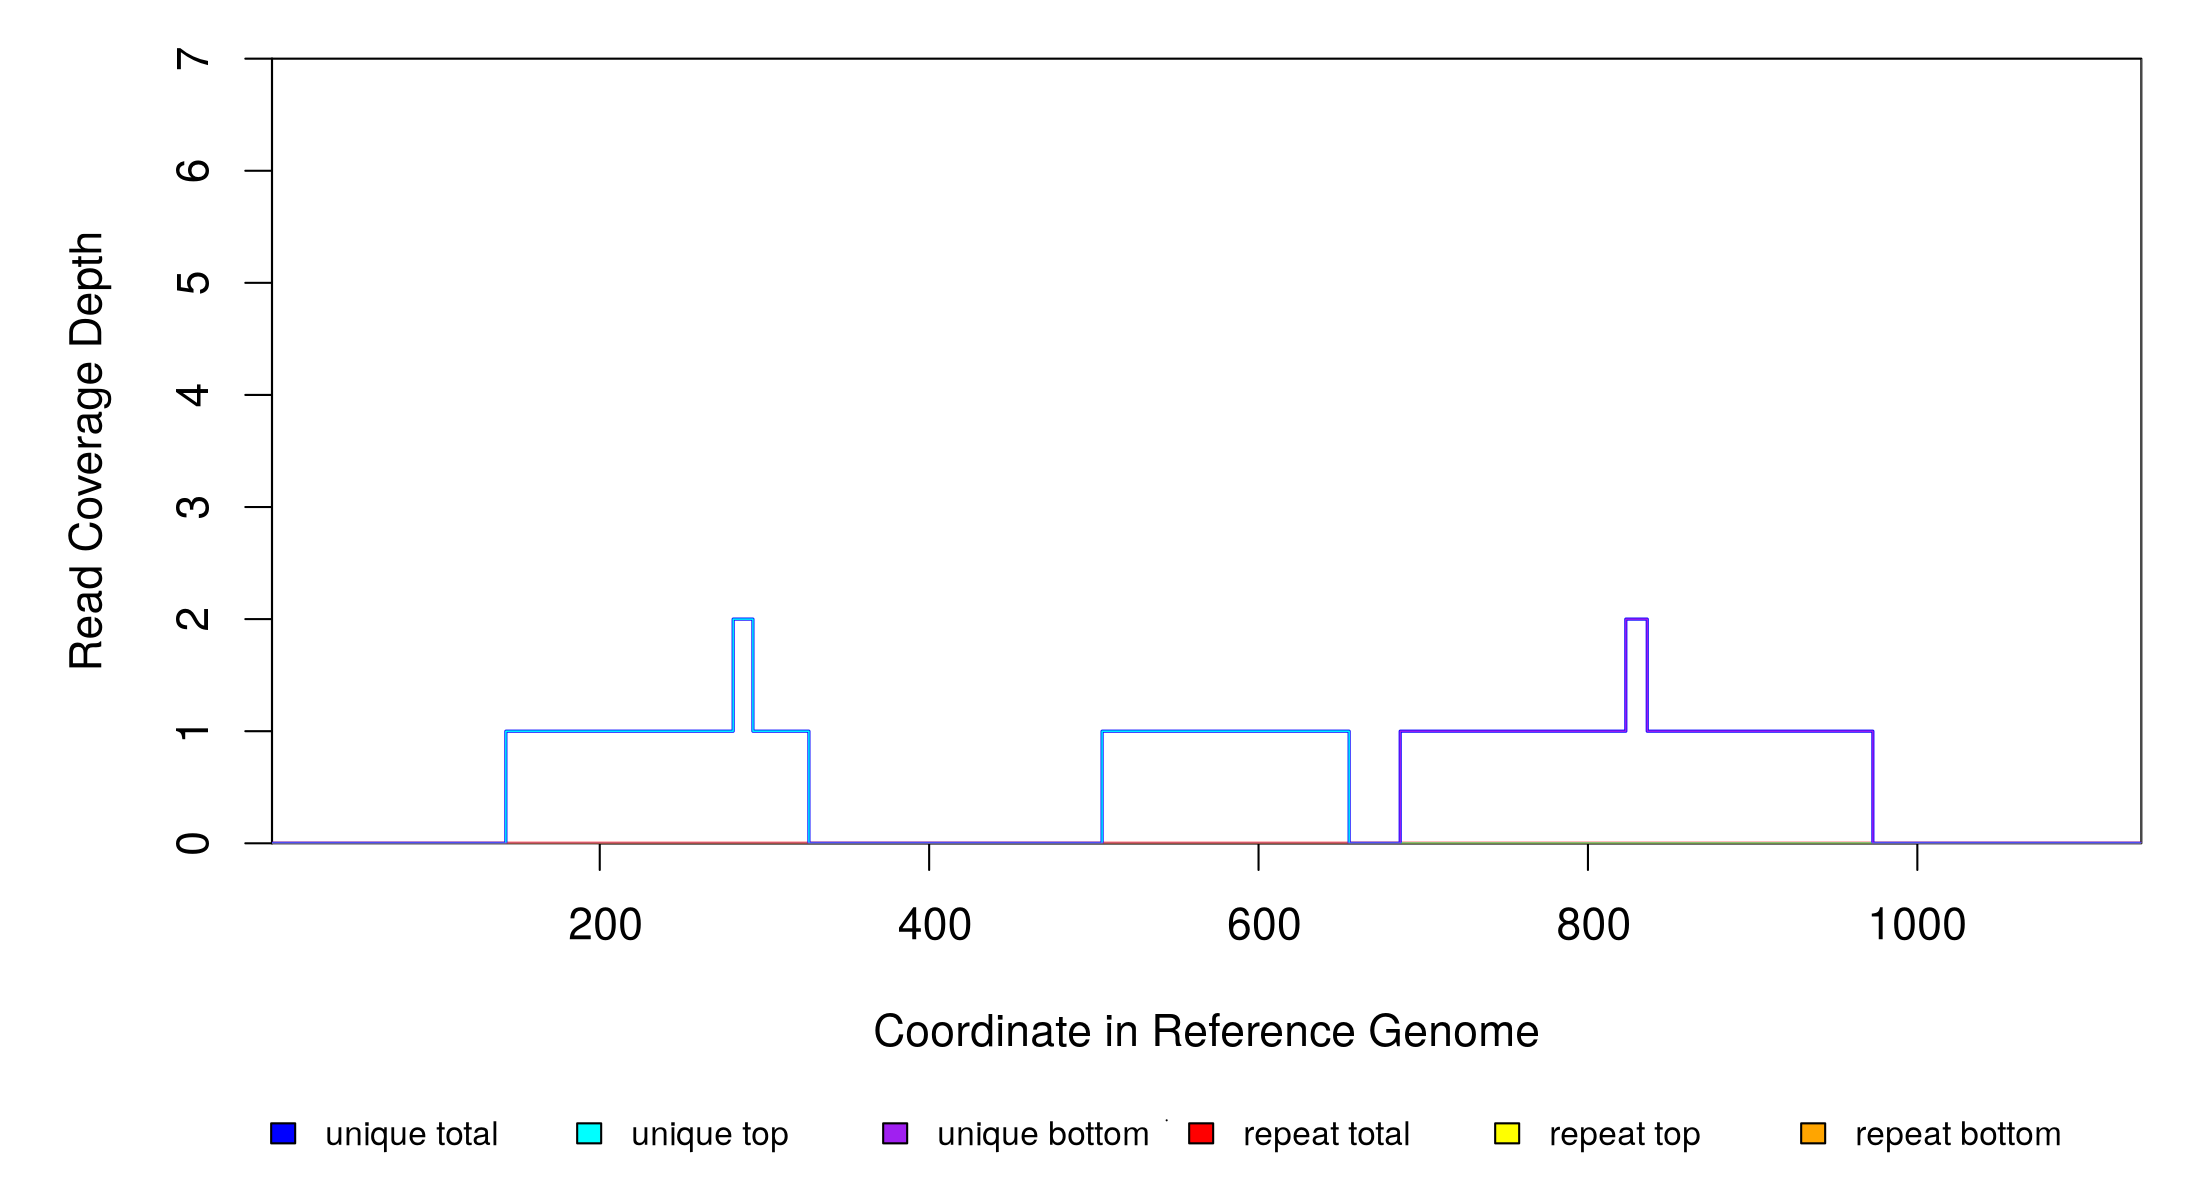 Read Coverage Depth
7
6
5
4
3
2
1
0
200 400 600 800 1000
Coordinate in Reference Genome
unique total unique top unique bottom repeat total repeat top repeat bottom